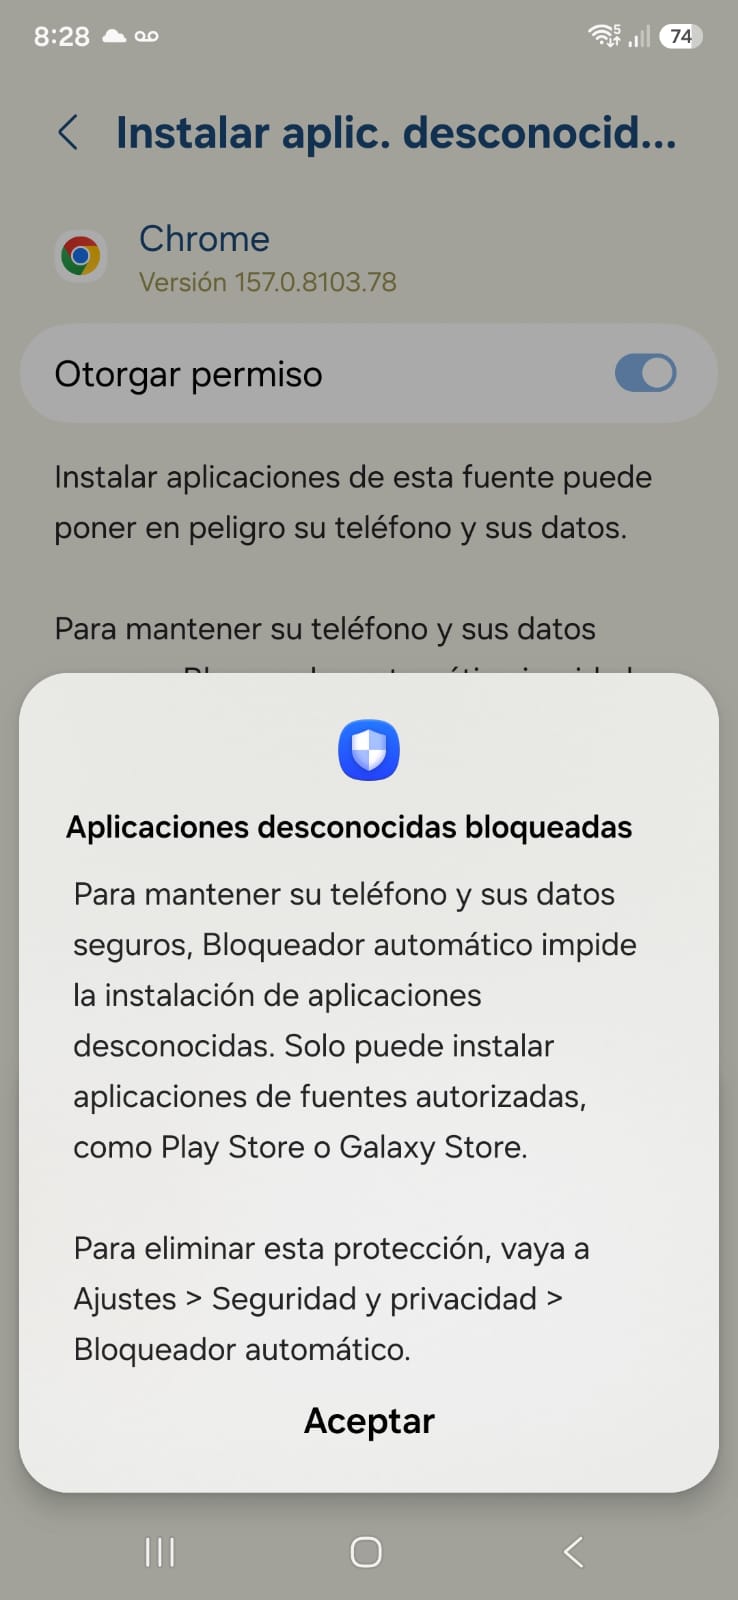 8:28
5
74
Instalar aplic. desconocid...
Chrome
Versión 157.0.8103.78
Otorgar permiso
Instalar aplicaciones de esta fuente puede
poner en peligro su teléfono y sus datos.
Para mantener su teléfono y sus datos
Aplicaciones desconocidas bloqueadas
Para mantener su teléfono y sus datos
seguros, Bloqueador automático impide
la instalación de aplicaciones
desconocidas. Solo puede instalar
aplicaciones de fuentes autorizadas,
como Play Store o Galaxy Store.
Para eliminar esta protección, vaya a
Ajustes > Seguridad y privacidad >
Bloqueador automático.
Aceptar